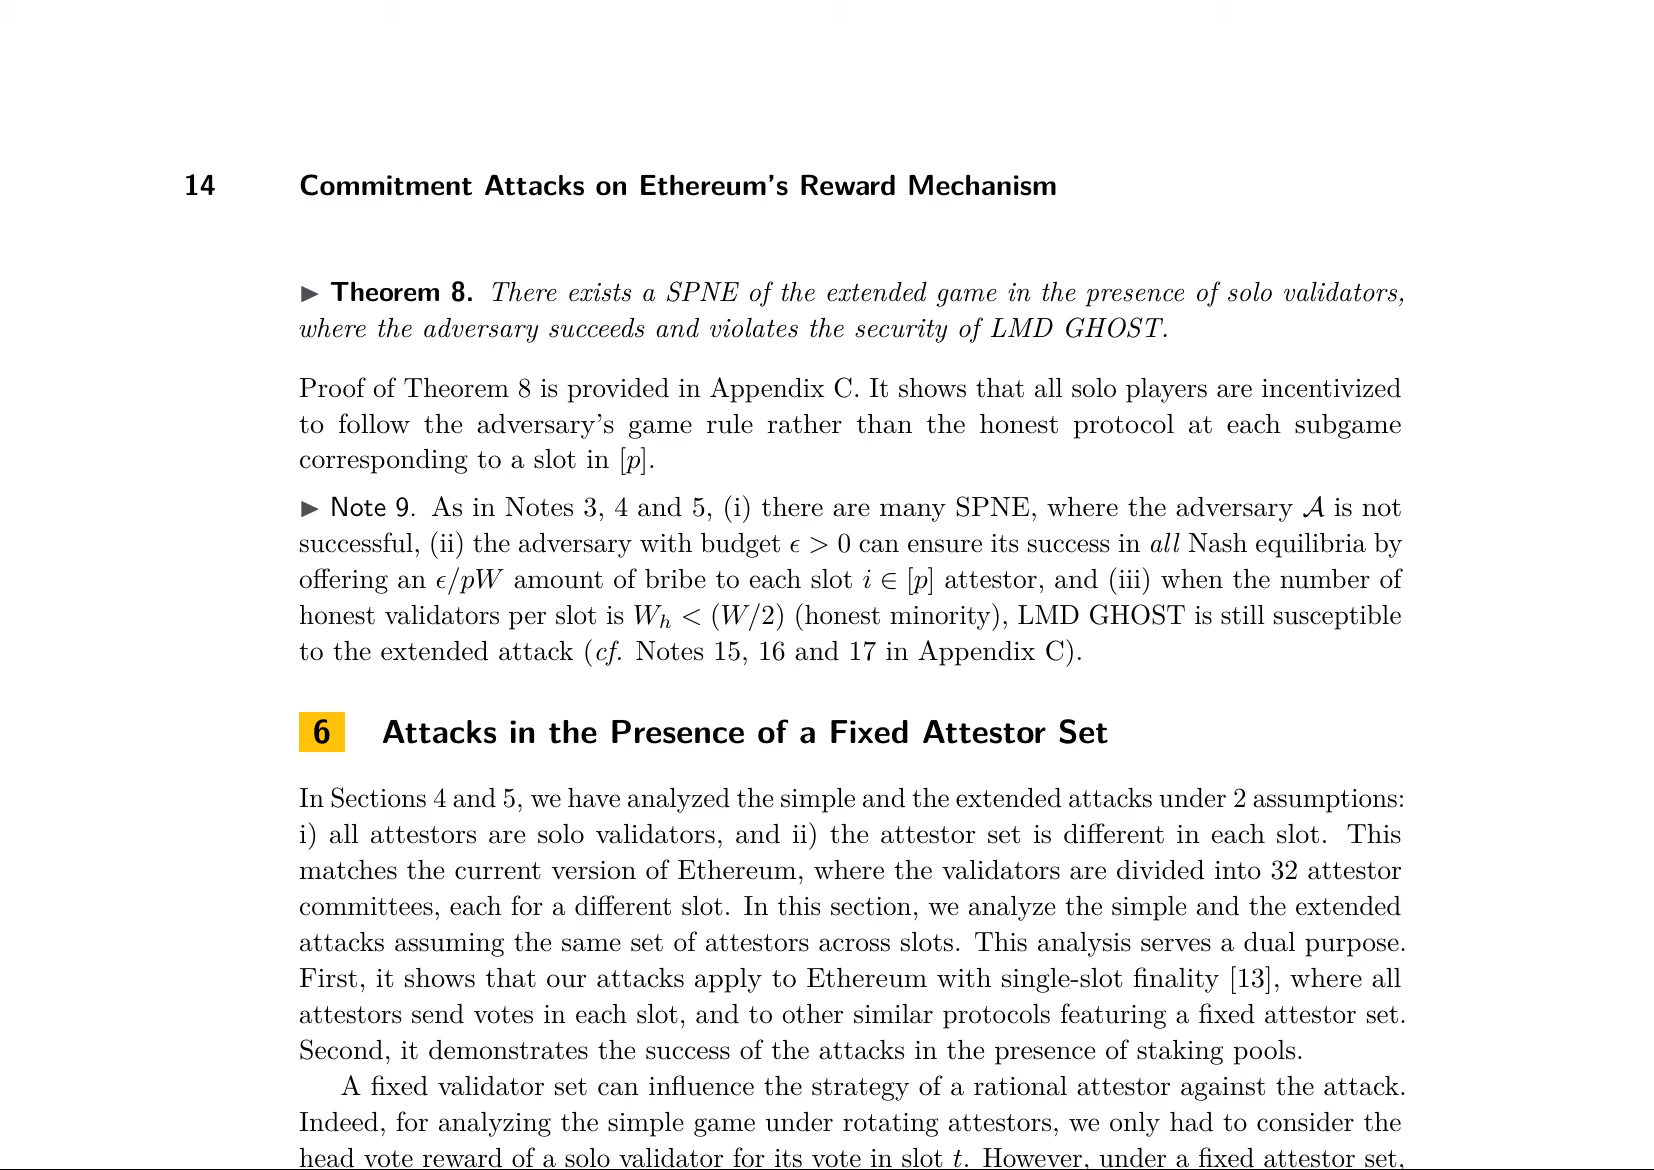 14 Commitment Attacks on Ethereum's Reward Mechanism
▶ Theorem 8. There exists a SPNE of the extended game in the presence of solo validators,
where the adversary succeeds and violates the security of LMD GHOST.
Proof of Theorem 8 is provided in Appendix C. It shows that all solo players are incentivized
to follow the adversary's game rule rather than the honest protocol at each subgame
corresponding to a slot in [p].
▶ Note 9. As in Notes 3, 4 and 5, (i) there are many SPNE, where the adversary 𝒜 is not
successful, (ii) the adversary with budget ϵ > 0 can ensure its success in all Nash equilibria by
offering an ϵ/pW amount of bribe to each slot i ∈ [p] attestor, and (iii) when the number of
honest validators per slot is Wₕ < (W/2) (honest minority), LMD GHOST is still susceptible
to the extended attack (cf. Notes 15, 16 and 17 in Appendix C).
6 Attacks in the Presence of a Fixed Attestor Set
In Sections 4 and 5, we have analyzed the simple and the extended attacks under 2 assumptions:
i) all attestors are solo validators, and ii) the attestor set is different in each slot. This
matches the current version of Ethereum, where the validators are divided into 32 attestor
committees, each for a different slot. In this section, we analyze the simple and the extended
attacks assuming the same set of attestors across slots. This analysis serves a dual purpose.
First, it shows that our attacks apply to Ethereum with single-slot finality [13], where all
attestors send votes in each slot, and to other similar protocols featuring a fixed attestor set.
Second, it demonstrates the success of the attacks in the presence of staking pools.
A fixed validator set can influence the strategy of a rational attestor against the attack.
Indeed, for analyzing the simple game under rotating attestors, we only had to consider the
head vote reward of a solo validator for its vote in slot t. However, under a fixed attestor set,